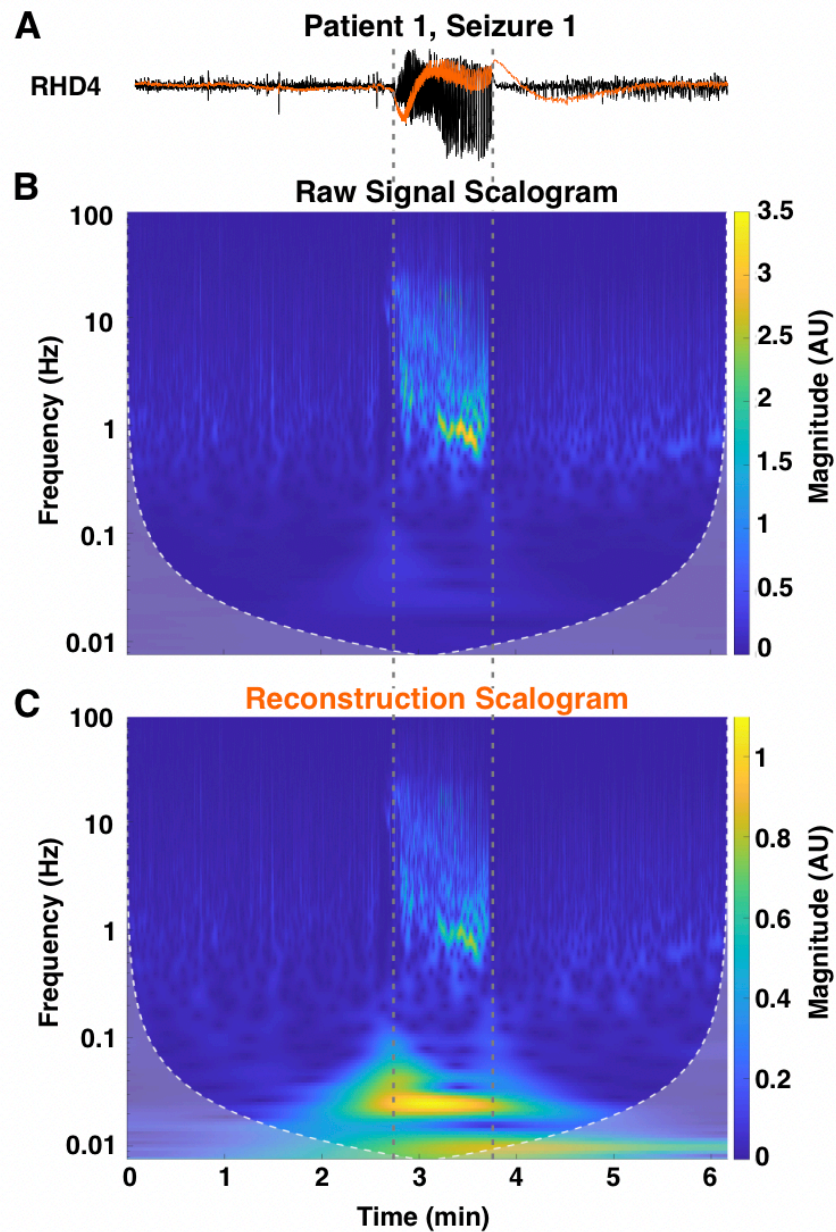 A
Patient 1, Seizure 1
RHD4
B
Raw Signal Scalogram
100
10
1
0.1
0.01
Frequency (Hz)
3.5
3
2.5
2
1.5
1
0.5
0
Magnitude (AU)
C
Reconstruction Scalogram
100
10
1
0.1
0.01
Frequency (Hz)
1
0.8
0.6
0.4
0.2
0
Magnitude (AU)
0 1 2 3 4 5 6
Time (min)